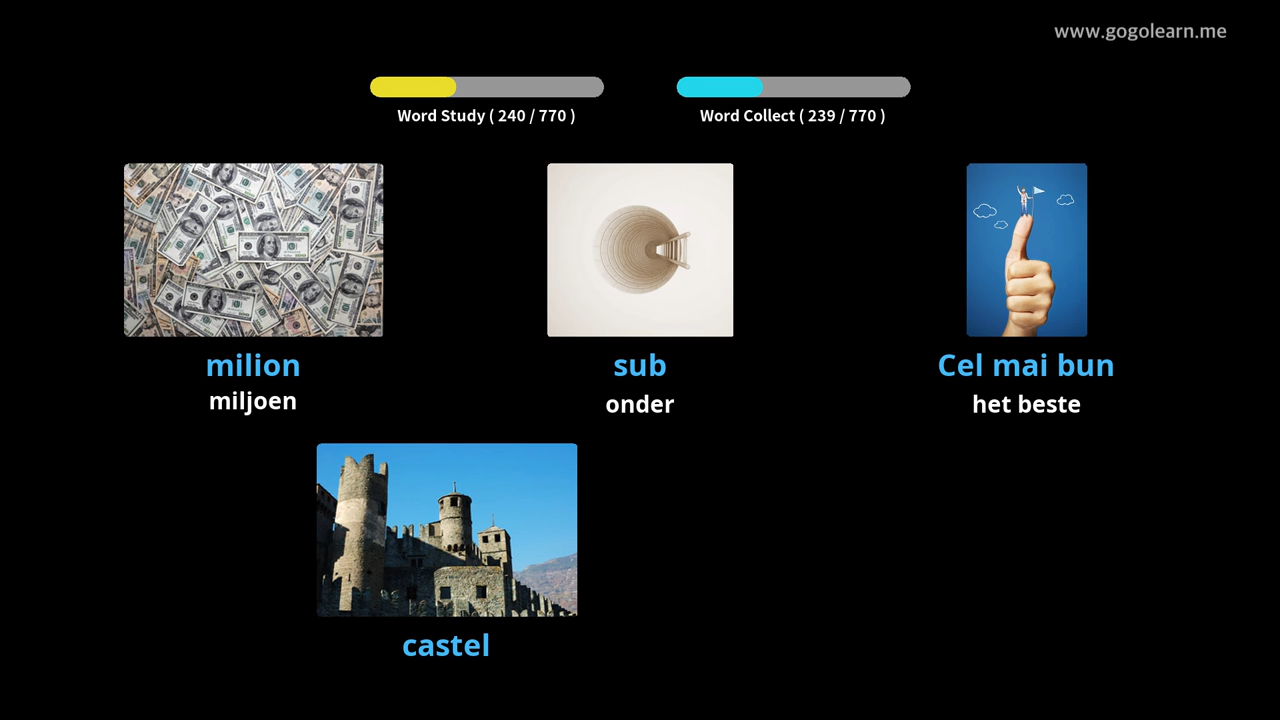 www.gogolearn.me
Word Study ( 240 / 770 )
Word Collect ( 239 / 770 )
milion
miljoen
sub
onder
Cel mai bun
het beste
castel